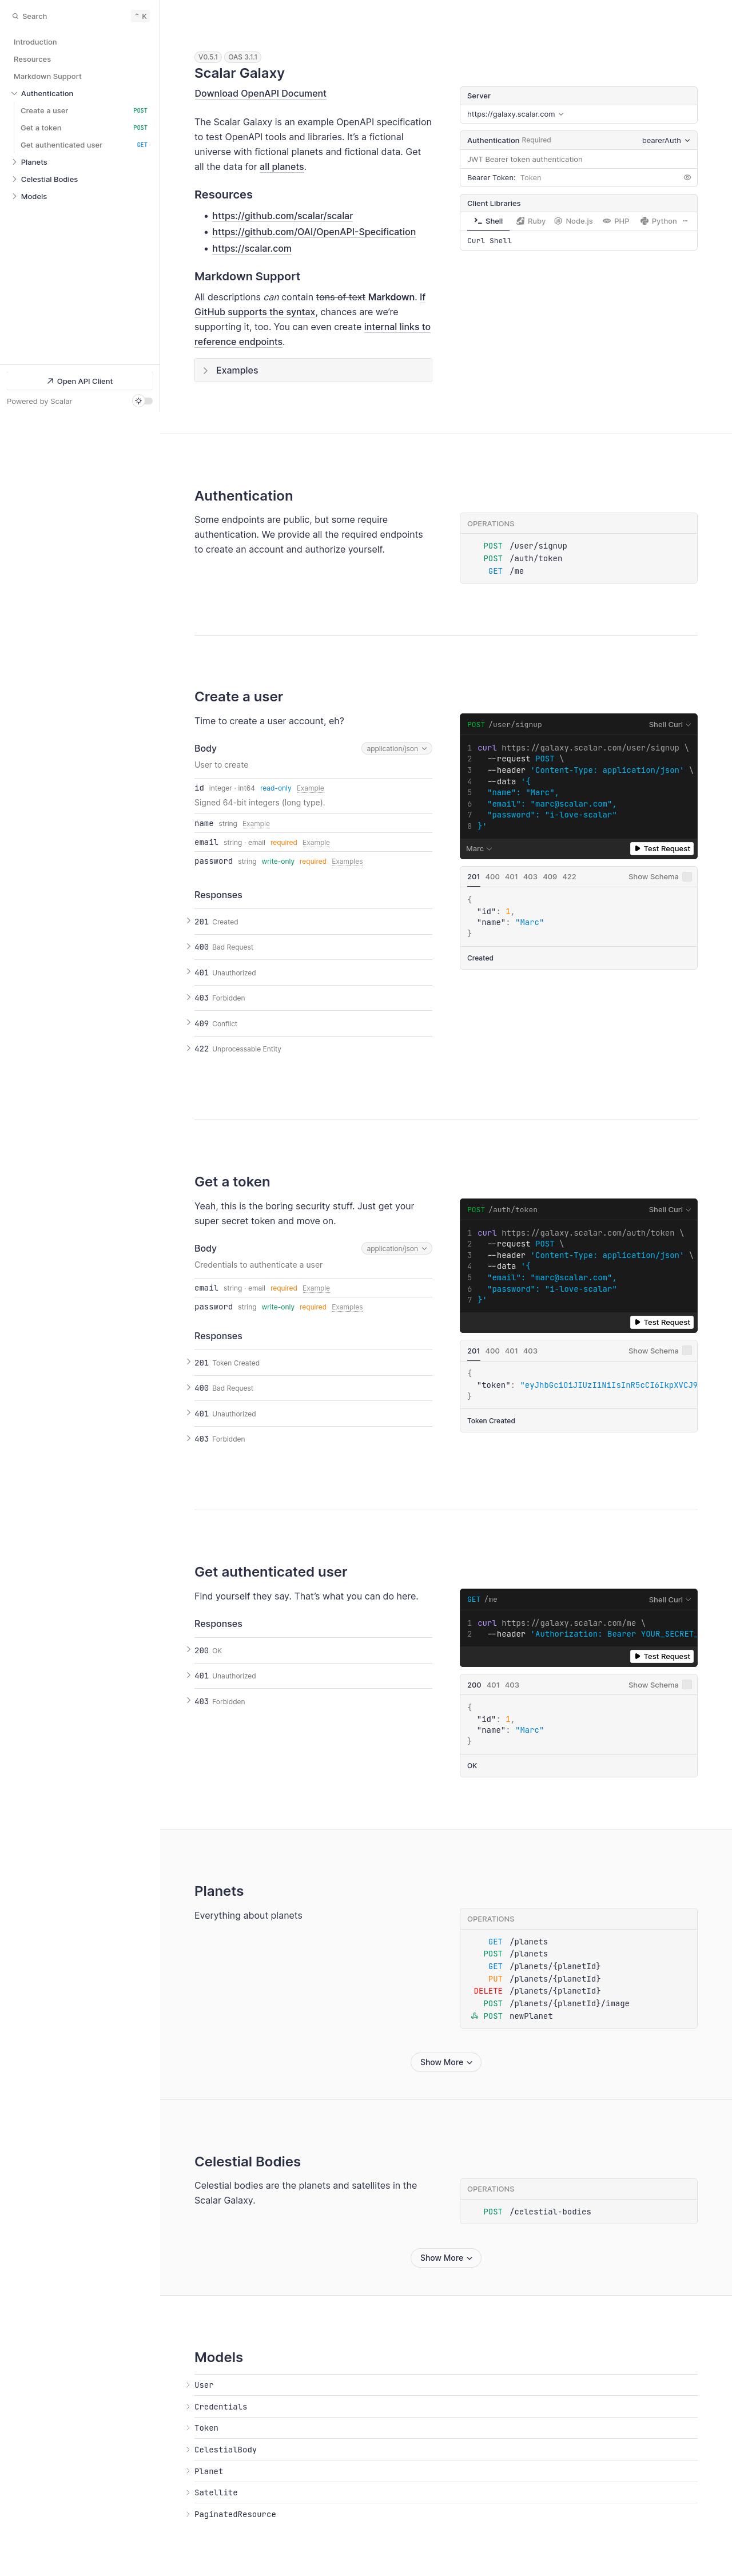 Search
⌃ K
Introduction
Resources
Markdown Support
Authentication
Create a user POST
Get a token POST
Get authenticated user GET
Planets
Celestial Bodies
Models
Open API Client
Powered by Scalar
V0.5.1 OAS 3.1.1
Scalar Galaxy
Download OpenAPI Document
The Scalar Galaxy is an example OpenAPI specification
to test OpenAPI tools and libraries. It's a fictional
universe with fictional planets and fictional data. Get
all the data for all planets.
Resources
• https://github.com/scalar/scalar
• https://github.com/OAI/OpenAPI-Specification
• https://scalar.com
Markdown Support
All descriptions can contain tons of text Markdown. If
GitHub supports the syntax, chances are we're
supporting it, too. You can even create internal links to
reference endpoints.
Examples
Server
https://galaxy.scalar.com
Authentication Required bearerAuth
JWT Bearer token authentication
Bearer Token: Token
Client Libraries
Shell Ruby Node.js PHP Python ···
Curl Shell
Authentication
Some endpoints are public, but some require
authentication. We provide all the required endpoints
to create an account and authorize yourself.
OPERATIONS
POST /user/signup
POST /auth/token
GET /me
Create a user
Time to create a user account, eh?
Body application/json
User to create
id integer · int64 read-only Example
Signed 64-bit integers (long type).
name string Example
email string · email required Example
password string write-only required Examples
Responses
201 Created
400 Bad Request
401 Unauthorized
403 Forbidden
409 Conflict
422 Unprocessable Entity
POST /user/signup Shell Curl
1 curl https://galaxy.scalar.com/user/signup \
2 --request POST \
3 --header 'Content-Type: application/json' \
4 --data '{
5 "name": "Marc",
6 "email": "marc@scalar.com",
7 "password": "i-love-scalar"
8 }'
Marc Test Request
201 400 401 403 409 422 Show Schema
{
"id": 1,
"name": "Marc"
}
Created
Get a token
Yeah, this is the boring security stuff. Just get your
super secret token and move on.
Body application/json
Credentials to authenticate a user
email string · email required Example
password string write-only required Examples
Responses
201 Token Created
400 Bad Request
401 Unauthorized
403 Forbidden
POST /auth/token Shell Curl
1 curl https://galaxy.scalar.com/auth/token \
2 --request POST \
3 --header 'Content-Type: application/json' \
4 --data '{
5 "email": "marc@scalar.com",
6 "password": "i-love-scalar"
7 }'
Test Request
201 400 401 403 Show Schema
{
"token": "eyJhbGciOiJIUzI1NiIsInR5cCI6IkpXVCJ9
}
Token Created
Get authenticated user
Find yourself they say. That's what you can do here.
Responses
200 OK
401 Unauthorized
403 Forbidden
GET /me Shell Curl
1 curl https://galaxy.scalar.com/me \
2 --header 'Authorization: Bearer YOUR_SECRET_
Test Request
200 401 403 Show Schema
{
"id": 1,
"name": "Marc"
}
OK
Planets
Everything about planets
OPERATIONS
GET /planets
POST /planets
GET /planets/{planetId}
PUT /planets/{planetId}
DELETE /planets/{planetId}
POST /planets/{planetId}/image
POST newPlanet
Show More
Celestial Bodies
Celestial bodies are the planets and satellites in the
Scalar Galaxy.
OPERATIONS
POST /celestial-bodies
Show More
Models
User
Credentials
Token
CelestialBody
Planet
Satellite
PaginatedResource